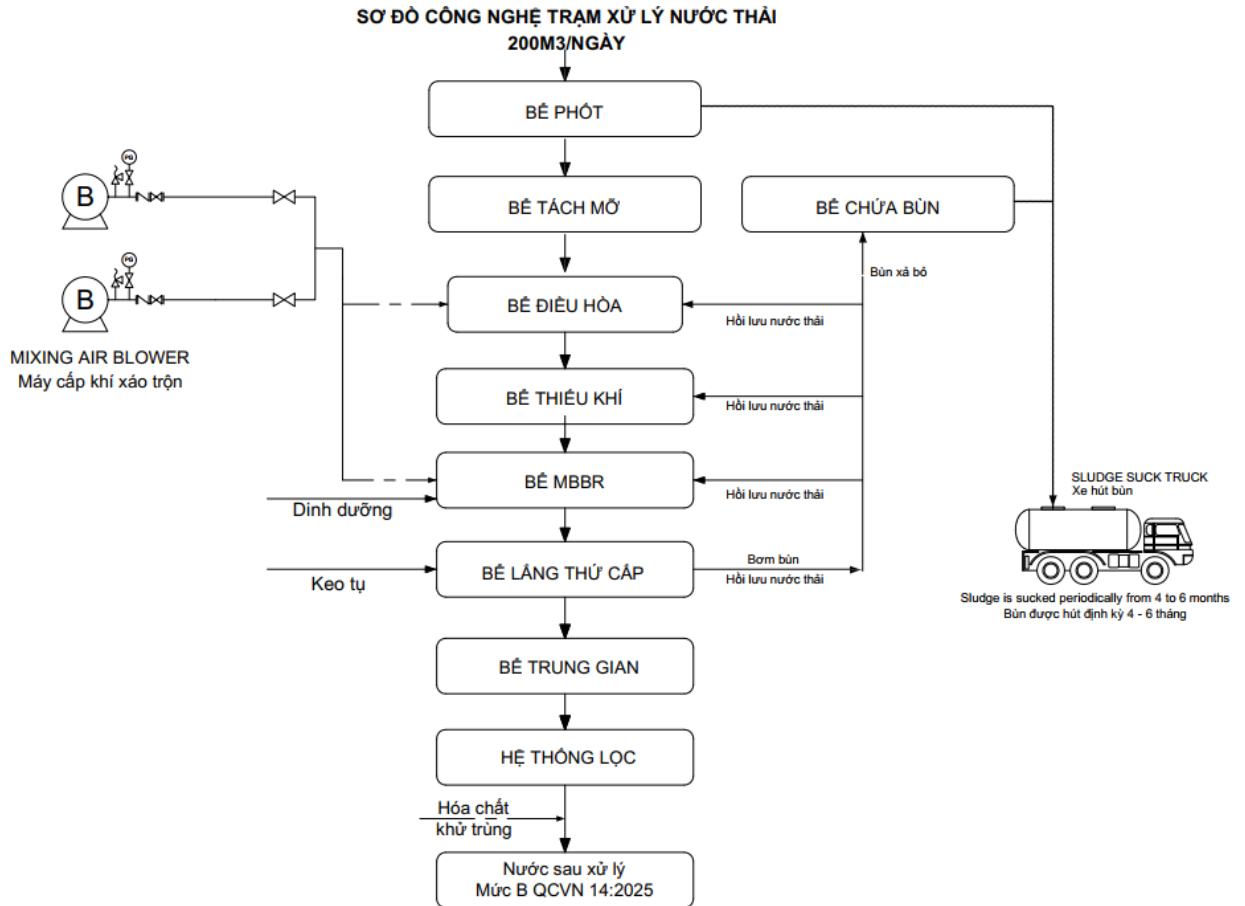 SƠ ĐỒ CÔNG NGHỆ TRẠM XỬ LÝ NƯỚC THẢI
200M3/NGÀY
BỂ PHỐT
PG
B
BỂ TÁCH MỠ
BỂ CHỨA BÙN
PG
B
Bùn xả bỏ
BỂ ĐIỀU HÒA
Hồi lưu nước thải
MIXING AIR BLOWER
Máy cấp khí xáo trộn
BỂ THIẾU KHÍ
Hồi lưu nước thải
BỂ MBBR
Hồi lưu nước thải
Dinh dưỡng
SLUDGE SUCK TRUCK
Xe hút bùn
BỂ LẮNG THỨ CẤP
Bơm bùn
Hồi lưu nước thải
Keo tụ
Sludge is sucked periodically from 4 to 6 months
Bùn được hút định kỳ 4 - 6 tháng
BỂ TRUNG GIAN
HỆ THỐNG LỌC
Hóa chất
khử trùng
Nước sau xử lý
Mức B QCVN 14:2025